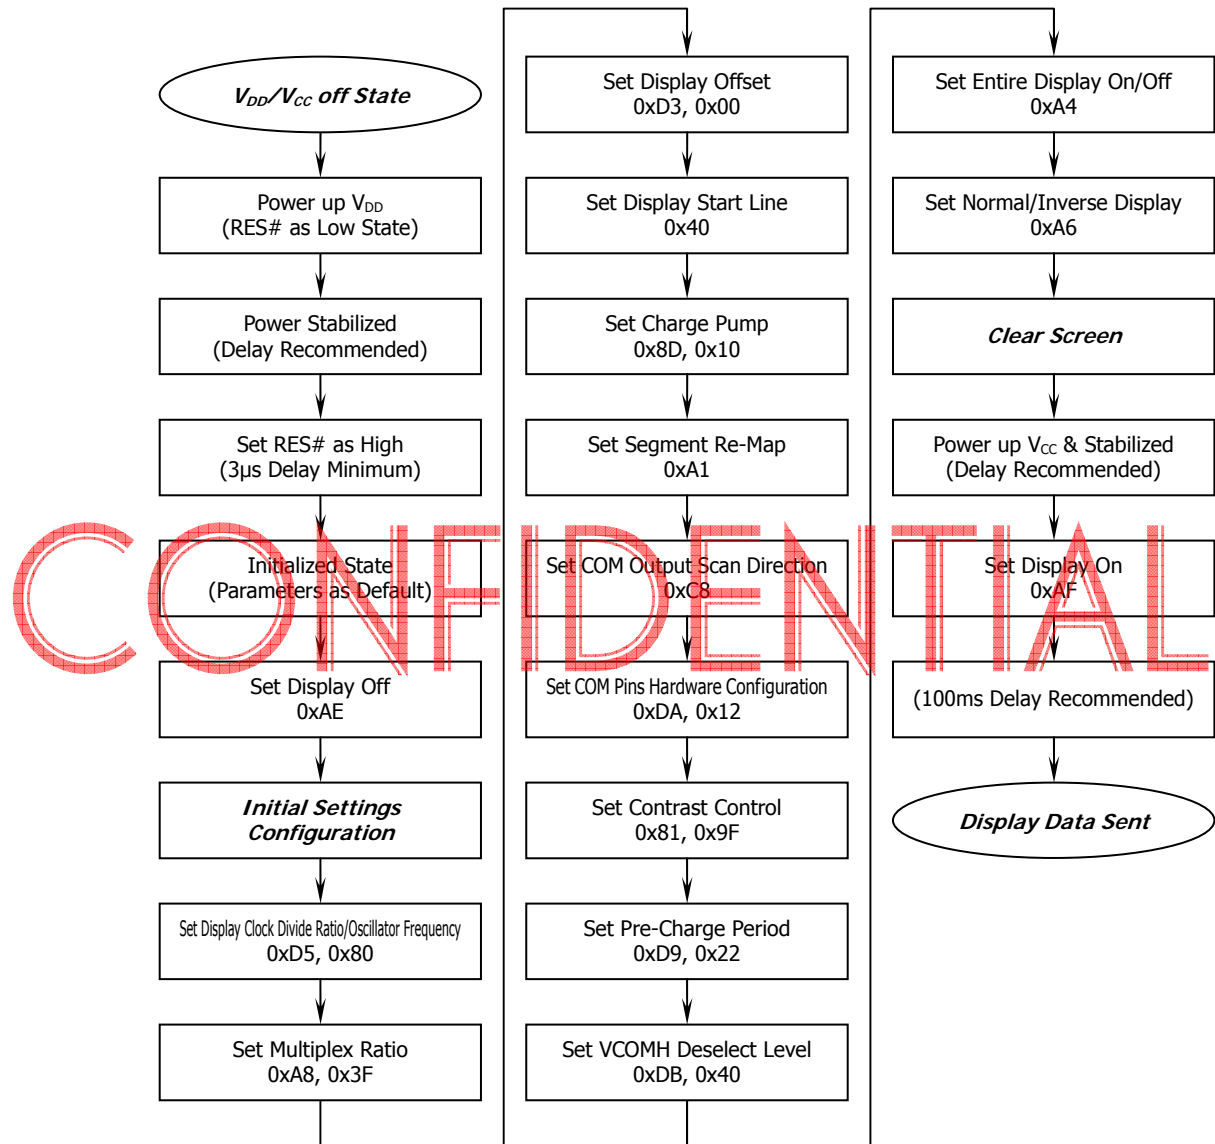 VDD/VCC off State
Power up VDD
(RES# as Low State)
Power Stabilized
(Delay Recommended)
Set RES# as High
(3μs Delay Minimum)
Initialized State
(Parameters as Default)
Set Display Off
0xAE
Initial Settings
Configuration
Set Display Clock Divide Ratio/Oscillator Frequency
0xD5, 0x80
Set Multiplex Ratio
0xA8, 0x3F
Set Display Offset
0xD3, 0x00
Set Display Start Line
0x40
Set Charge Pump
0x8D, 0x10
Set Segment Re-Map
0xA1
Set COM Output Scan Direction
0xC8
Set COM Pins Hardware Configuration
0xDA, 0x12
Set Contrast Control
0x81, 0x9F
Set Pre-Charge Period
0xD9, 0x22
Set VCOMH Deselect Level
0xDB, 0x40
Set Entire Display On/Off
0xA4
Set Normal/Inverse Display
0xA6
Clear Screen
Power up VCC & Stabilized
(Delay Recommended)
Set Display On
0xAF
(100ms Delay Recommended)
Display Data Sent
CONFIDENTIAL